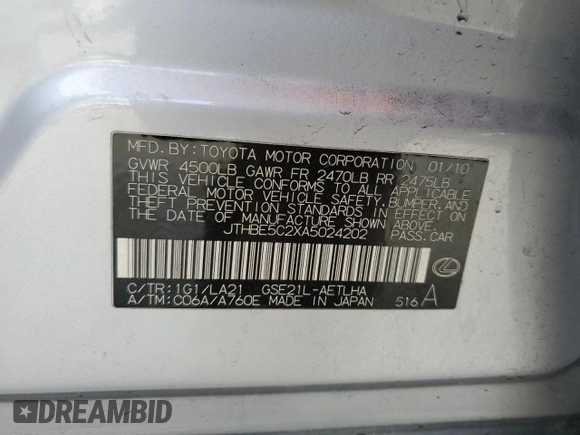 MFD. BY: TOYOTA MOTOR CORPORATION 01/10
GVWR 4500LB GAWR FR 2470LB RR 2475LB
THIS VEHICLE CONFORMS TO ALL APPLICABLE
FEDERAL MOTOR VEHICLE SAFETY, BUMPER, AND
THEFT PREVENTION STANDARDS IN EFFECT ON
THE DATE OF MANUFACTURE SHOWN ABOVE.
JTHBE5C2XA5024202 PASS. CAR
C/TR: 1G1/LA21 GSE21L-AETLHA
A/TM: C06A/A760E MADE IN JAPAN 516 A
DREAMBID